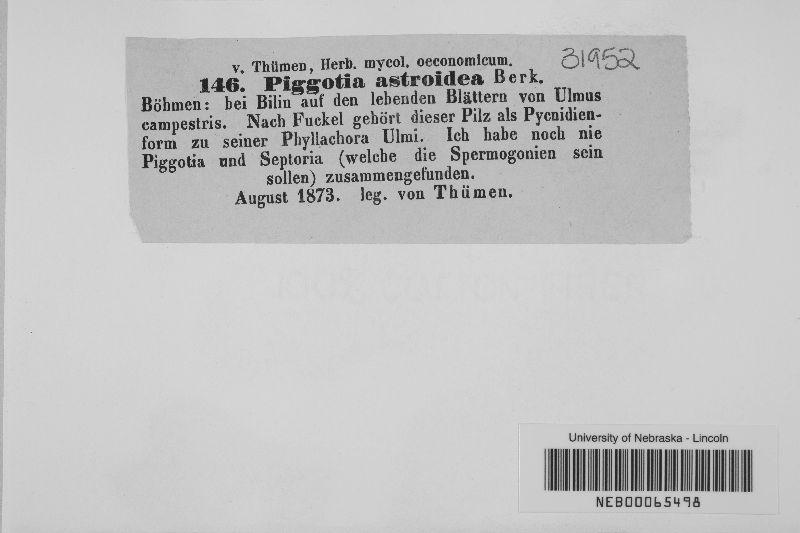 v. Thümen, Herb. mycol. oeconomicum.
31952
146. Piggotia astroidea Berk.
Böhmen: bei Bilin auf den lebenden Blättern von Ulmus
campestris. Nach Fuckel gehört dieser Pilz als Pycnidien-
form zu seiner Phyllachora Ulmi. Ich habe noch nie
Piggotia und Septoria (welche die Spermogonien sein
sollen) zusammengefunden.
August 1873. leg. von Thümen.
University of Nebraska - Lincoln
NEB00065498